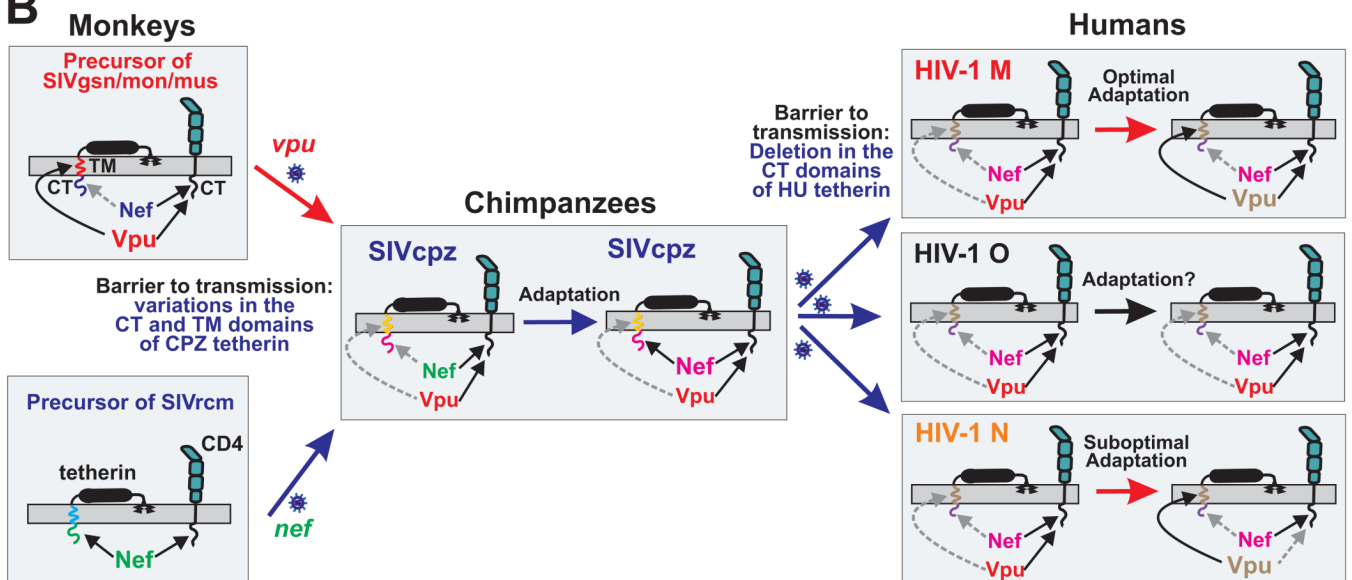 B
Monkeys
Precursor of
SIVgsn/mon/mus
TM
CT
CT
Nef
Vpu
vpu
Barrier to transmission:
variations in the
CT and TM domains
of CPZ tetherin
Precursor of SIVrcm
CD4
tetherin
Nef
nef
Chimpanzees
SIVcpz
Nef
Vpu
Adaptation
SIVcpz
Nef
Vpu
Barrier to
transmission:
Deletion in the
CT domains
of HU tetherin
Humans
HIV-1 M
Nef
Vpu
Optimal
Adaptation
Nef
Vpu
HIV-1 O
Nef
Vpu
Adaptation?
Nef
Vpu
HIV-1 N
Nef
Vpu
Suboptimal
Adaptation
Nef
Vpu